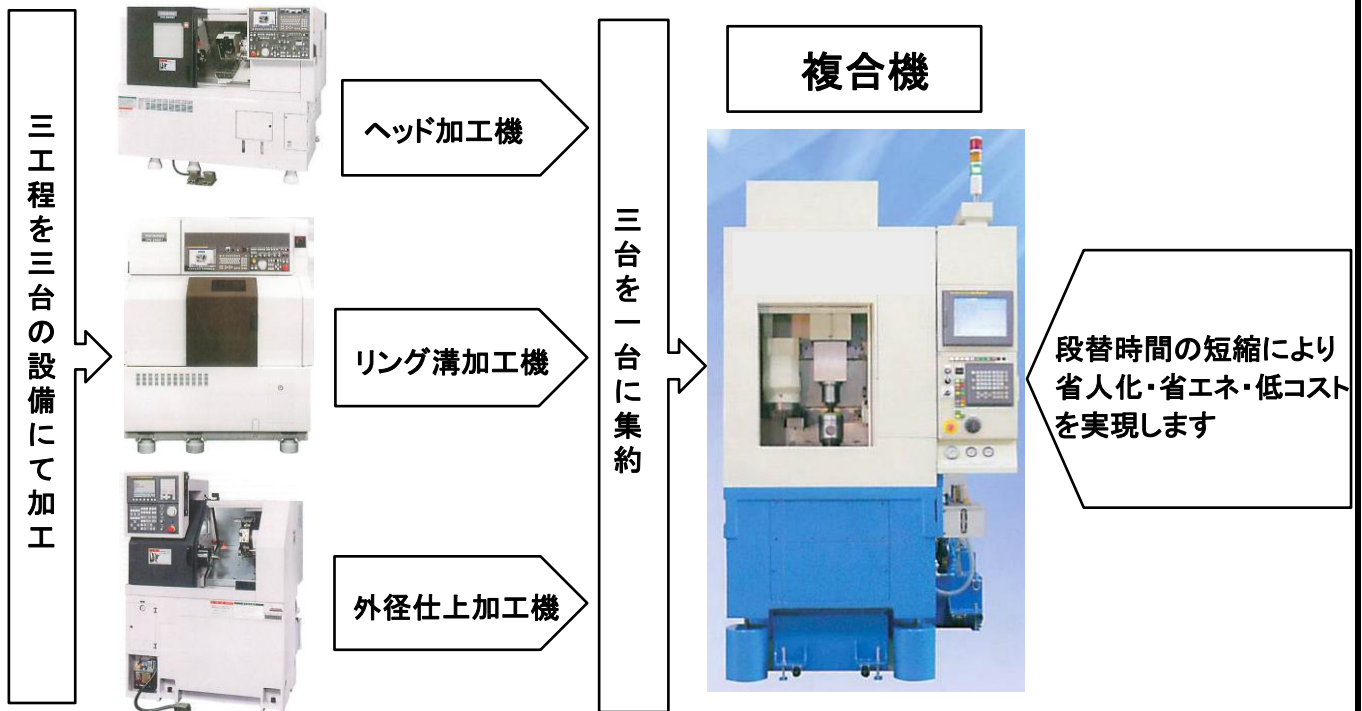 三工程を三台の設備にて加工
ヘッド加工機
リング溝加工機
外径仕上加工機
三台を一台に集約
複合機
段替時間の短縮により
省人化・省エネ・低コスト
を実現します